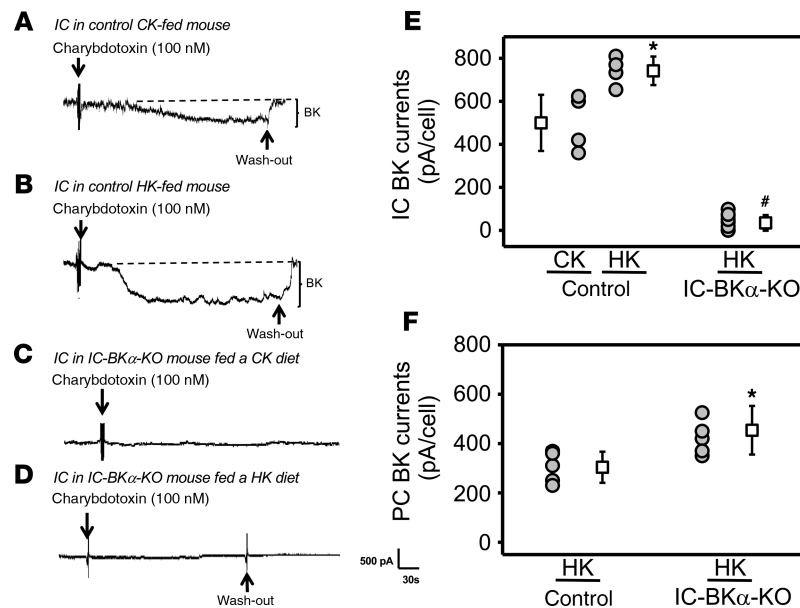 A
IC in control CK-fed mouse
Charybdotoxin (100 nM)
BK
Wash-out
B
IC in control HK-fed mouse
Charybdotoxin (100 nM)
BK
Wash-out
C
IC in IC-BKα-KO mouse fed a CK diet
Charybdotoxin (100 nM)
D
IC in IC-BKα-KO mouse fed a HK diet
Charybdotoxin (100 nM)
Wash-out
500 pA
30s
E
IC BK currents
(pA/cell)
800
600
400
200
0
*
#
CK HK HK
Control IC-BKα-KO
F
PC BK currents
(pA/cell)
800
600
400
200
0
*
HK HK
Control IC-BKα-KO